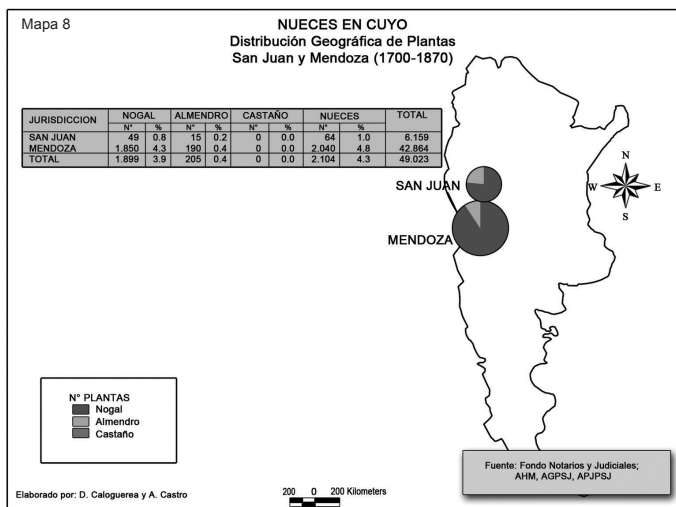 Mapa 8
NUECES EN CUYO
Distribución Geográfica de Plantas
San Juan y Mendoza (1700-1870)
JURISDICCION NOGAL ALMENDRO CASTAÑO NUECES TOTAL
N° % N° % N° % N° %
SAN JUAN 49 0.8 15 0.2 0 0.0 64 1.0 6.159
MENDOZA 1.850 4.3 190 0.4 0 0.0 2.040 4.8 42.864
TOTAL 1.899 3.9 205 0.4 0 0.0 2.104 4.3 49.023
SAN JUAN
MENDOZA
N
W E
S
N° PLANTAS
Nogal
Almendro
Castaño
Fuente: Fondo Notarios y Judiciales;
AHM, AGPSJ, APJPSJ
Elaborado por: D. Caloguerea y A. Castro
200 0 200 Kilometers